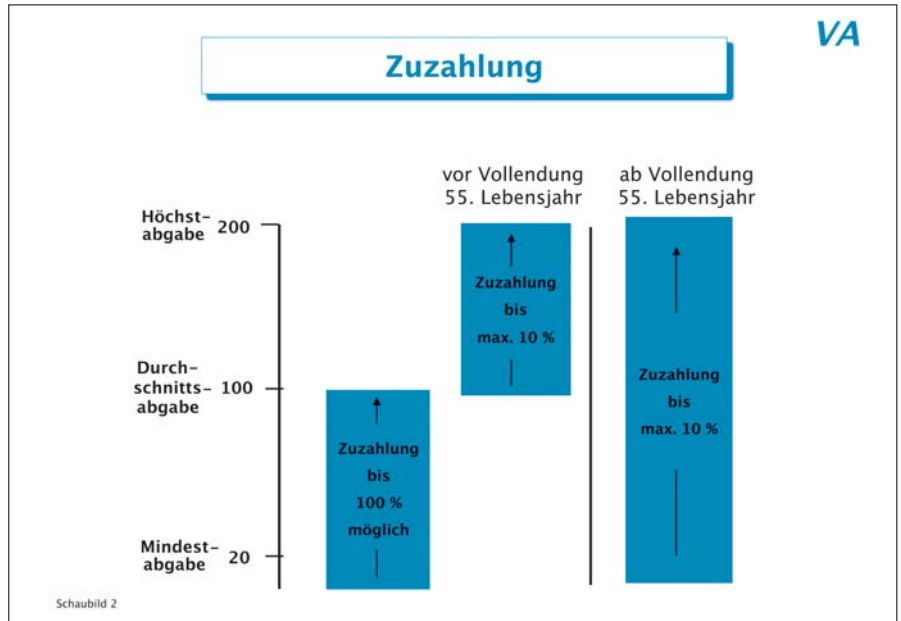 VA
Zuzahlung
vor Vollendung
55. Lebensjahr
ab Vollendung
55. Lebensjahr
Höchst-
abgabe 200
Zuzahlung
bis
max. 10 %
Durch-
schnitts- 100
abgabe
Zuzahlung
bis
max. 10 %
Zuzahlung
bis
100 %
möglich
Mindest-
abgabe 20
Schaubild 2